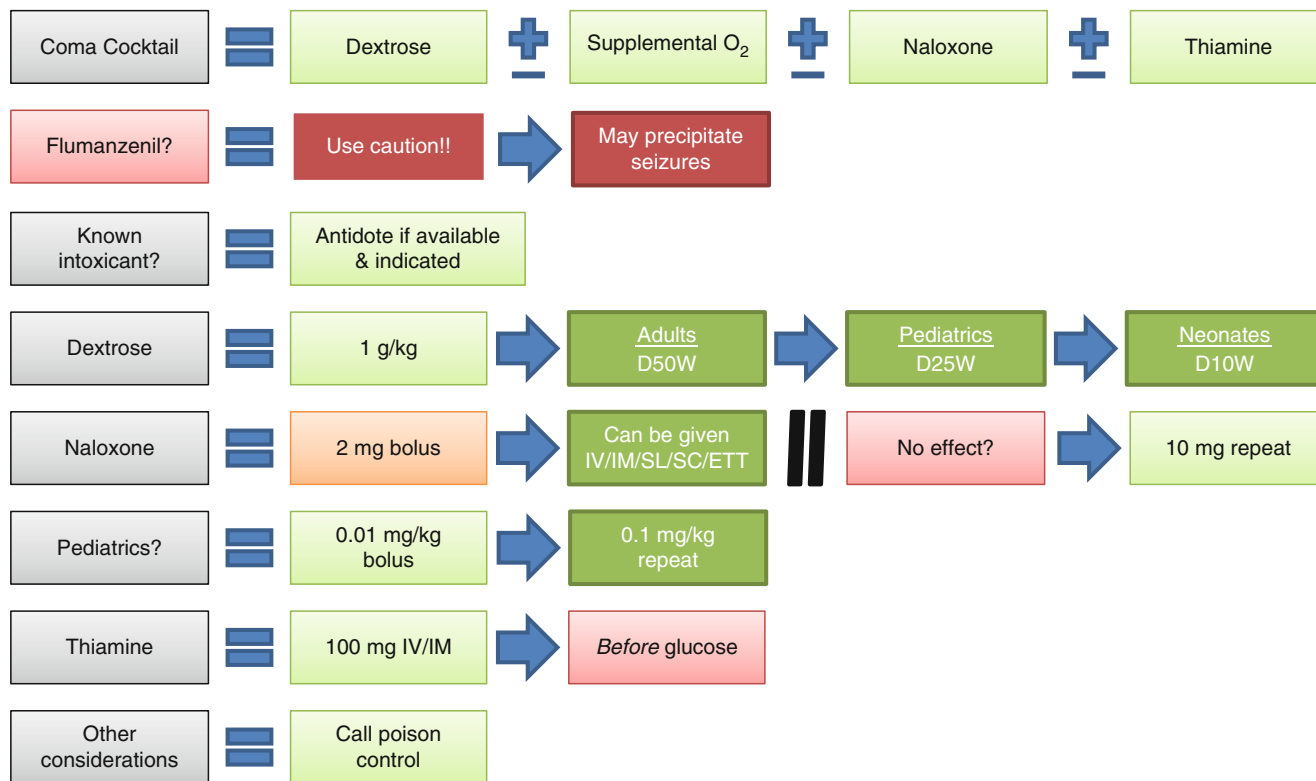 Coma Cocktail
Dextrose
Supplemental O₂
Naloxone
Thiamine
Flumanzenil?
Use caution!!
May precipitate
seizures
Known
intoxicant?
Antidote if available
& indicated
Dextrose
1 g/kg
Adults
D50W
Pediatrics
D25W
Neonates
D10W
Naloxone
2 mg bolus
Can be given
IV/IM/SL/SC/ETT
No effect?
10 mg repeat
Pediatrics?
0.01 mg/kg
bolus
0.1 mg/kg
repeat
Thiamine
100 mg IV/IM
Before glucose
Other
considerations
Call poison
control